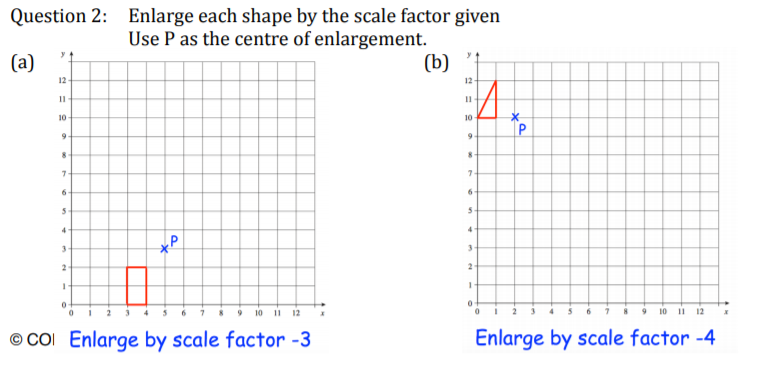 Question 2: Enlarge each shape by the scale factor given
Use P as the centre of enlargement.
(a)
y
12
11
10
9
8
7
6
5
4
3
2
1
0
P
0 1 2 3 4 5 6 7 8 9 10 11 12 x
Enlarge by scale factor -3
(b)
y
12
11
10
9
8
7
6
5
4
3
2
1
0
P
0 1 2 3 4 5 6 7 8 9 10 11 12 x
Enlarge by scale factor -4